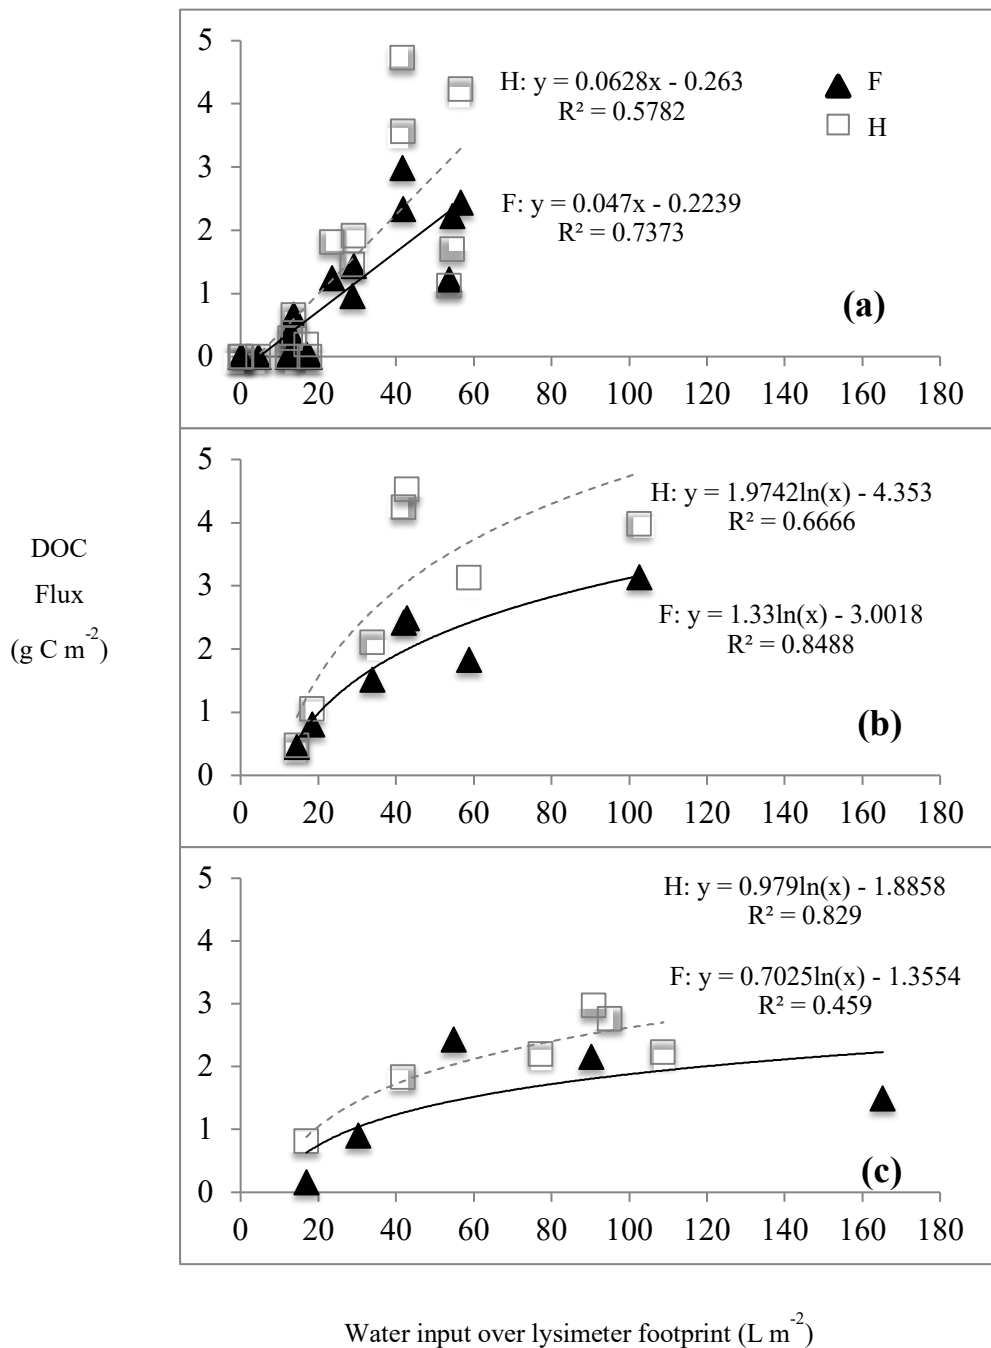 5
4
3
2
1
0
0 20 40 60 80 100 120 140 160 180
H: y = 0.0628x - 0.263
R² = 0.5782
F: y = 0.047x - 0.2239
R² = 0.7373
F
H
(a)
5
4
3
2
1
0
0 20 40 60 80 100 120 140 160 180
H: y = 1.9742ln(x) - 4.353
R² = 0.6666
F: y = 1.33ln(x) - 3.0018
R² = 0.8488
(b)
DOC
Flux
(g C m⁻²)
5
4
3
2
1
0
0 20 40 60 80 100 120 140 160 180
H: y = 0.979ln(x) - 1.8858
R² = 0.829
F: y = 0.7025ln(x) - 1.3554
R² = 0.459
(c)
Water input over lysimeter footprint (L m⁻²)